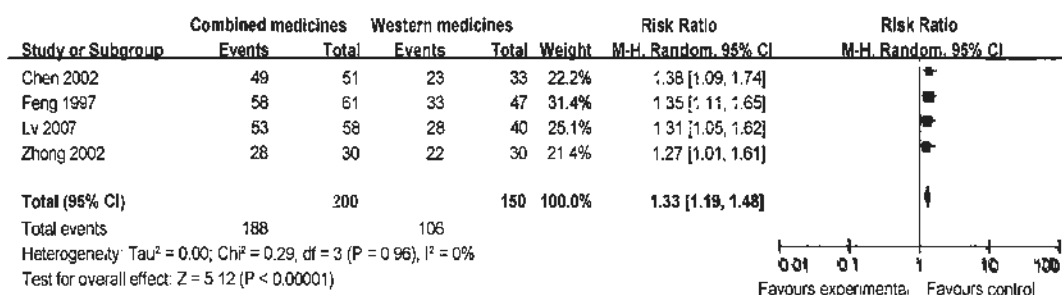 Combined medicines Western medicines Risk Ratio Risk Ratio
Study or Subgroup Events Total Events Total Weight M-H. Random. 95% CI M-H. Random. 95% CI
Chen 2002 49 51 23 33 22.2% 1.38 [1.09, 1.74]
Feng 1997 58 61 33 47 31.4% 1.35 [1.11, 1.65]
Lv 2007 53 58 28 40 25.1% 1.31 [1.05, 1.62]
Zhong 2002 28 30 22 30 21.4% 1.27 [1.01, 1.61]
Total (95% CI) 200 150 100.0% 1.33 [1.19, 1.48]
Total events 188 106
Heterogeneity: Tau² = 0.00; Chi² = 0.29, df = 3 (P = 0.96), I² = 0%
Test for overall effect: Z = 5.12 (P < 0.00001)
0.01 0.1 1 10 100
Favours experimental Favours control